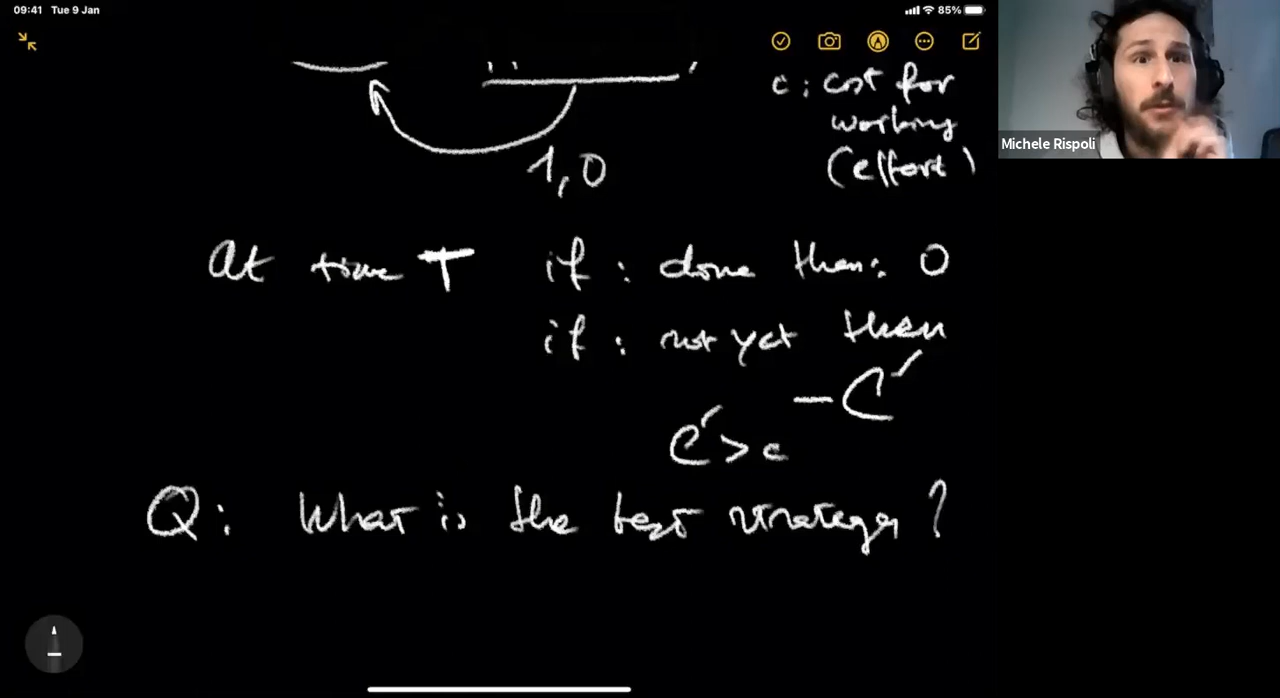 09:41 Tue 9 Jan
85%
c: cost for
working
(effort)
Michele Rispoli
1,0
At time T if: done then: 0
if: not yet then
-C'
C'>c
Q: What is the best strategy?